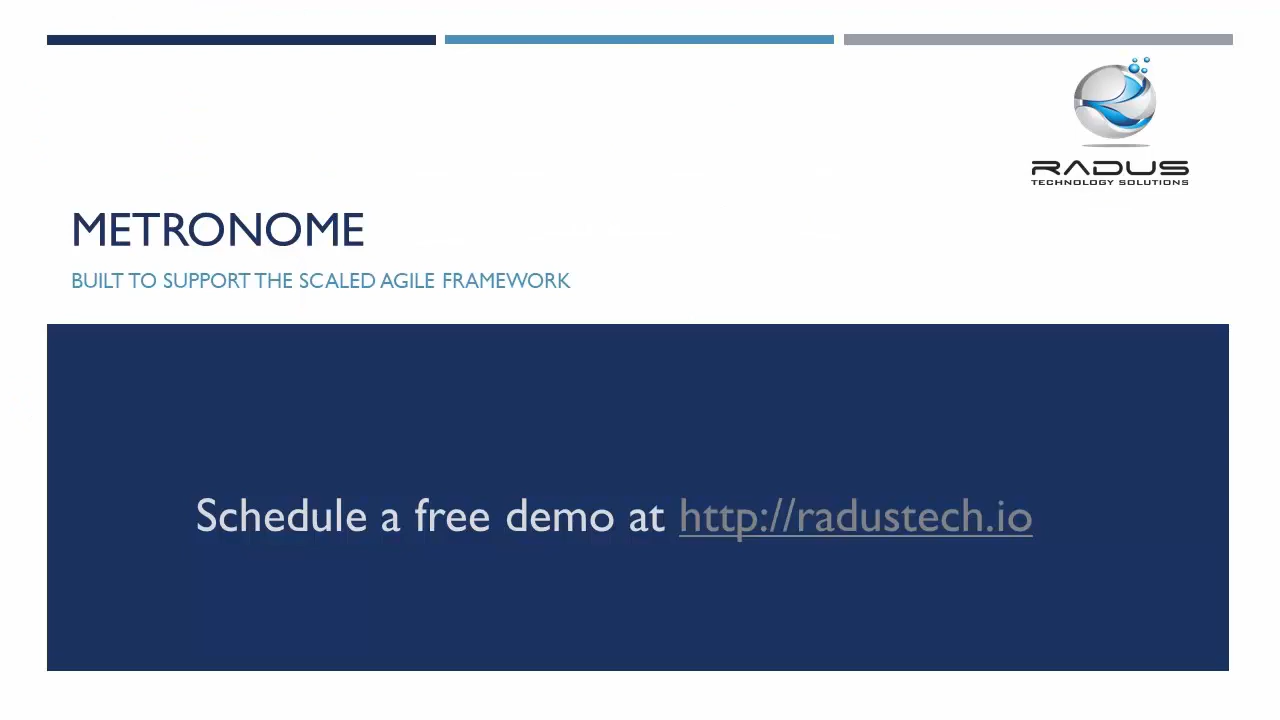 RADUS
TECHNOLOGY SOLUTIONS
METRONOME
BUILT TO SUPPORT THE SCALED AGILE FRAMEWORK
Schedule a free demo at http://radustech.io